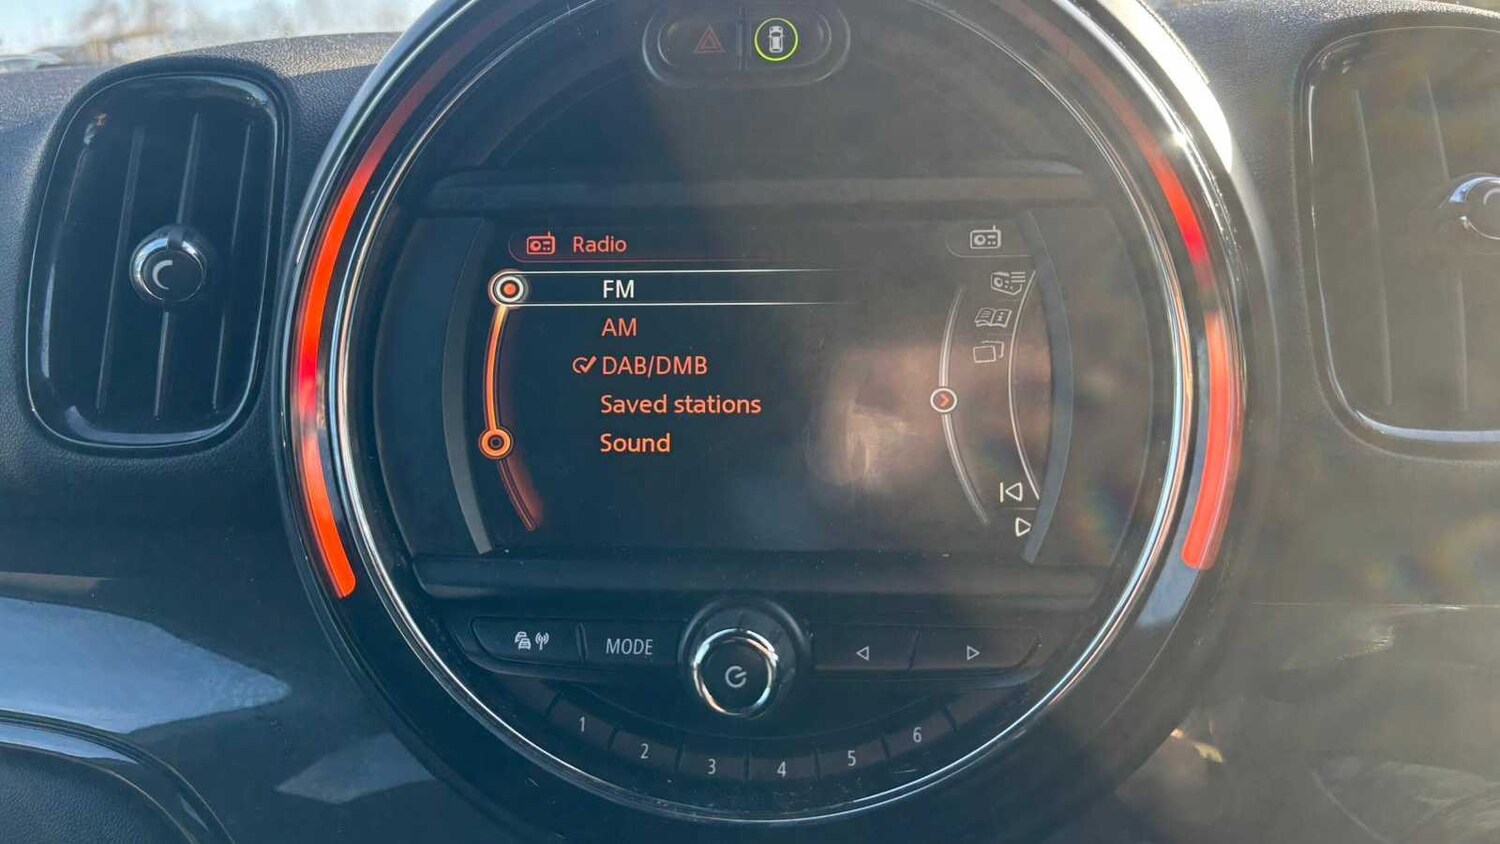 Radio
FM
AM
DAB/DMB
Saved stations
Sound
MODE
1
2
3
4
5
6